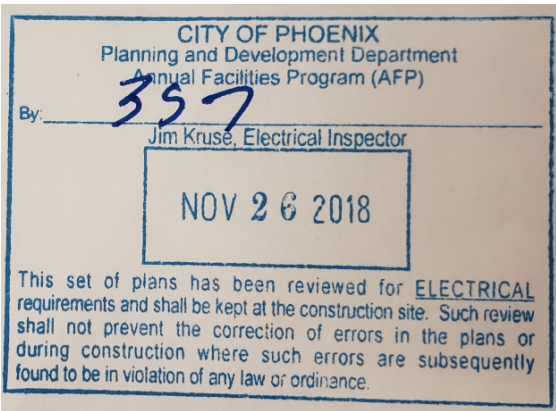 CITY OF PHOENIX
Planning and Development Department
Annual Facilities Program (AFP)
By: 357
Jim Kruse, Electrical Inspector
NOV 26 2018
This set of plans has been reviewed for ELECTRICAL
requirements and shall be kept at the construction site. Such review
shall not prevent the correction of errors in the plans or
during construction where such errors are subsequently
found to be in violation of any law or ordinance.